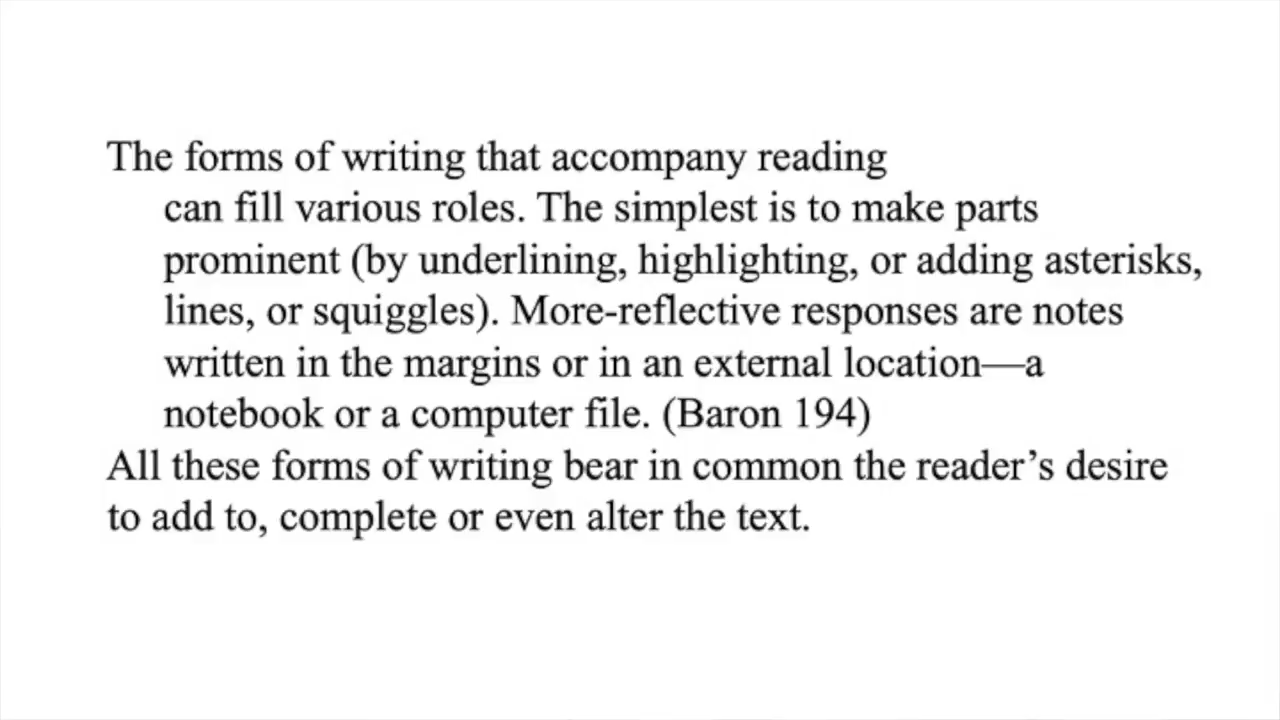 The forms of writing that accompany reading
can fill various roles. The simplest is to make parts
prominent (by underlining, highlighting, or adding asterisks,
lines, or squiggles). More-reflective responses are notes
written in the margins or in an external location—a
notebook or a computer file. (Baron 194)
All these forms of writing bear in common the reader’s desire
to add to, complete or even alter the text.